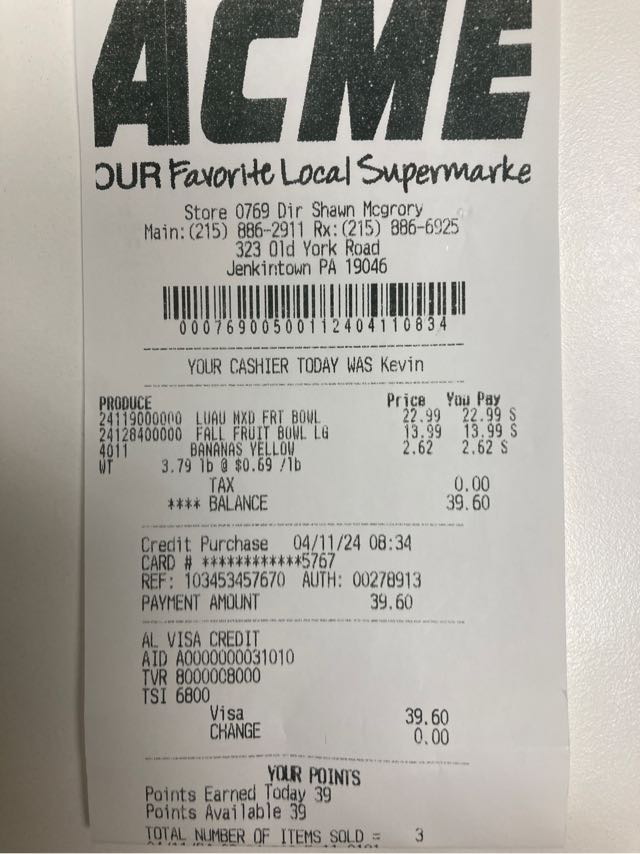 ACME
OUR Favorite Local Supermarke
Store 0769 Dir Shawn Mcgrory
Main:(215) 886-2911 Rx:(215) 886-6925
323 Old York Road
Jenkintown PA 19046
00076900500112404110834
YOUR CASHIER TODAY WAS Kevin
PRODUCE Price You Pay
24119000000 LUAU MXD FRT BOWL 22.99 22.99 S
24128400000 FALL FRUIT BOWL LG 13.99 13.99 S
4011 BANANAS YELLOW 2.62 2.62 S
WT 3.79 lb @ $0.69 /lb
TAX 0.00
**** BALANCE 39.60
Credit Purchase 04/11/24 08:34
CARD # ************5767
REF: 103453457670 AUTH: 00278913
PAYMENT AMOUNT 39.60
AL VISA CREDIT
AID A0000000031010
TVR 8000008000
TSI 6800
Visa 39.60
CHANGE 0.00
YOUR POINTS
Points Earned Today 39
Points Available 39
TOTAL NUMBER OF ITEMS SOLD = 3